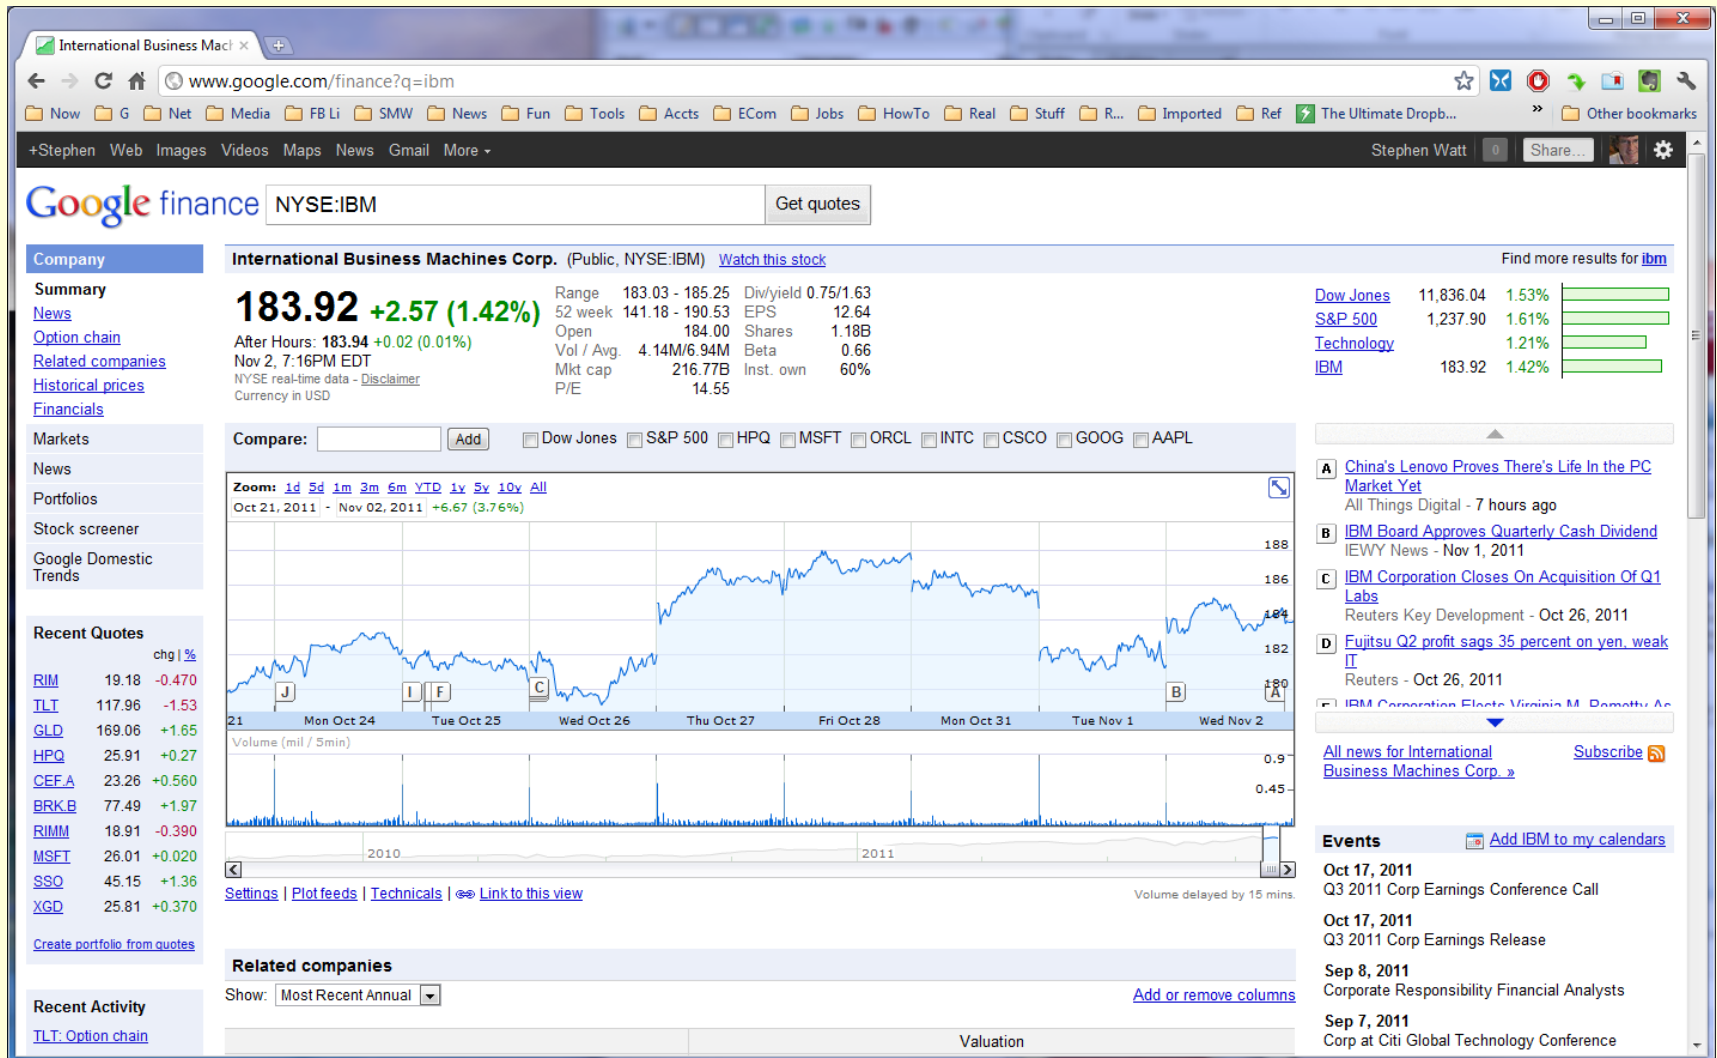 International Business Mach
www.google.com/finance?q=ibm
Now G Net Media FB Li SMW News Fun Tools Accts ECom Jobs HowTo Real Stuff R... Imported Ref The Ultimate Dropb... » Other bookmarks
+Stephen Web Images Videos Maps News Gmail More Stephen Watt 0 Share...
Google finance NYSE:IBM Get quotes
Company
Summary
News
Option chain
Related companies
Historical prices
Financials
Markets
News
Portfolios
Stock screener
Google Domestic
Trends
Recent Quotes
chg | %
RIM 19.18 -0.470
TLT 117.96 -1.53
GLD 169.06 +1.65
HPQ 25.91 +0.27
CEF.A 23.26 +0.560
BRK.B 77.49 +1.97
RIMM 18.91 -0.390
MSFT 26.01 +0.020
SSO 45.15 +1.36
XGD 25.81 +0.370
Create portfolio from quotes
Recent Activity
TLT: Option chain
International Business Machines Corp. (Public, NYSE:IBM) Watch this stock
Find more results for ibm
183.92 +2.57 (1.42%)
After Hours: 183.94 +0.02 (0.01%)
Nov 2, 7:16PM EDT
NYSE real-time data - Disclaimer
Currency in USD
Range 183.03 - 185.25 Div/yield 0.75/1.63
52 week 141.18 - 190.53 EPS 12.64
Open 184.00 Shares 1.18B
Vol / Avg. 4.14M/6.94M Beta 0.66
Mkt cap 216.77B Inst. own 60%
P/E 14.55
Dow Jones 11,836.04 1.53%
S&P 500 1,237.90 1.61%
Technology 1.21%
IBM 183.92 1.42%
Compare: Add Dow Jones S&P 500 HPQ MSFT ORCL INTC CSCO GOOG AAPL
Zoom: 1d 5d 1m 3m 6m YTD 1y 5y 10y All
Oct 21, 2011 - Nov 02, 2011 +6.67 (3.76%)
188
186
184
182
180
J I F C B A
21 Mon Oct 24 Tue Oct 25 Wed Oct 26 Thu Oct 27 Fri Oct 28 Mon Oct 31 Tue Nov 1 Wed Nov 2
Volume (mil / 5min)
0.9
0.45
2010 2011
Settings | Plot feeds | Technicals | Link to this view
Volume delayed by 15 mins.
Related companies
Show: Most Recent Annual
Add or remove columns
Valuation
A China's Lenovo Proves There's Life In the PC
Market Yet
All Things Digital - 7 hours ago
B IBM Board Approves Quarterly Cash Dividend
IEWY News - Nov 1, 2011
C IBM Corporation Closes On Acquisition Of Q1
Labs
Reuters Key Development - Oct 26, 2011
D Fujitsu Q2 profit sags 35 percent on yen, weak
IT
Reuters - Oct 26, 2011
IBM Corporation Elects Virginia M. Rometty As
All news for International
Business Machines Corp. »
Subscribe
Events Add IBM to my calendars
Oct 17, 2011
Q3 2011 Corp Earnings Conference Call
Oct 17, 2011
Q3 2011 Corp Earnings Release
Sep 8, 2011
Corporate Responsibility Financial Analysts
Sep 7, 2011
Corp at Citi Global Technology Conference